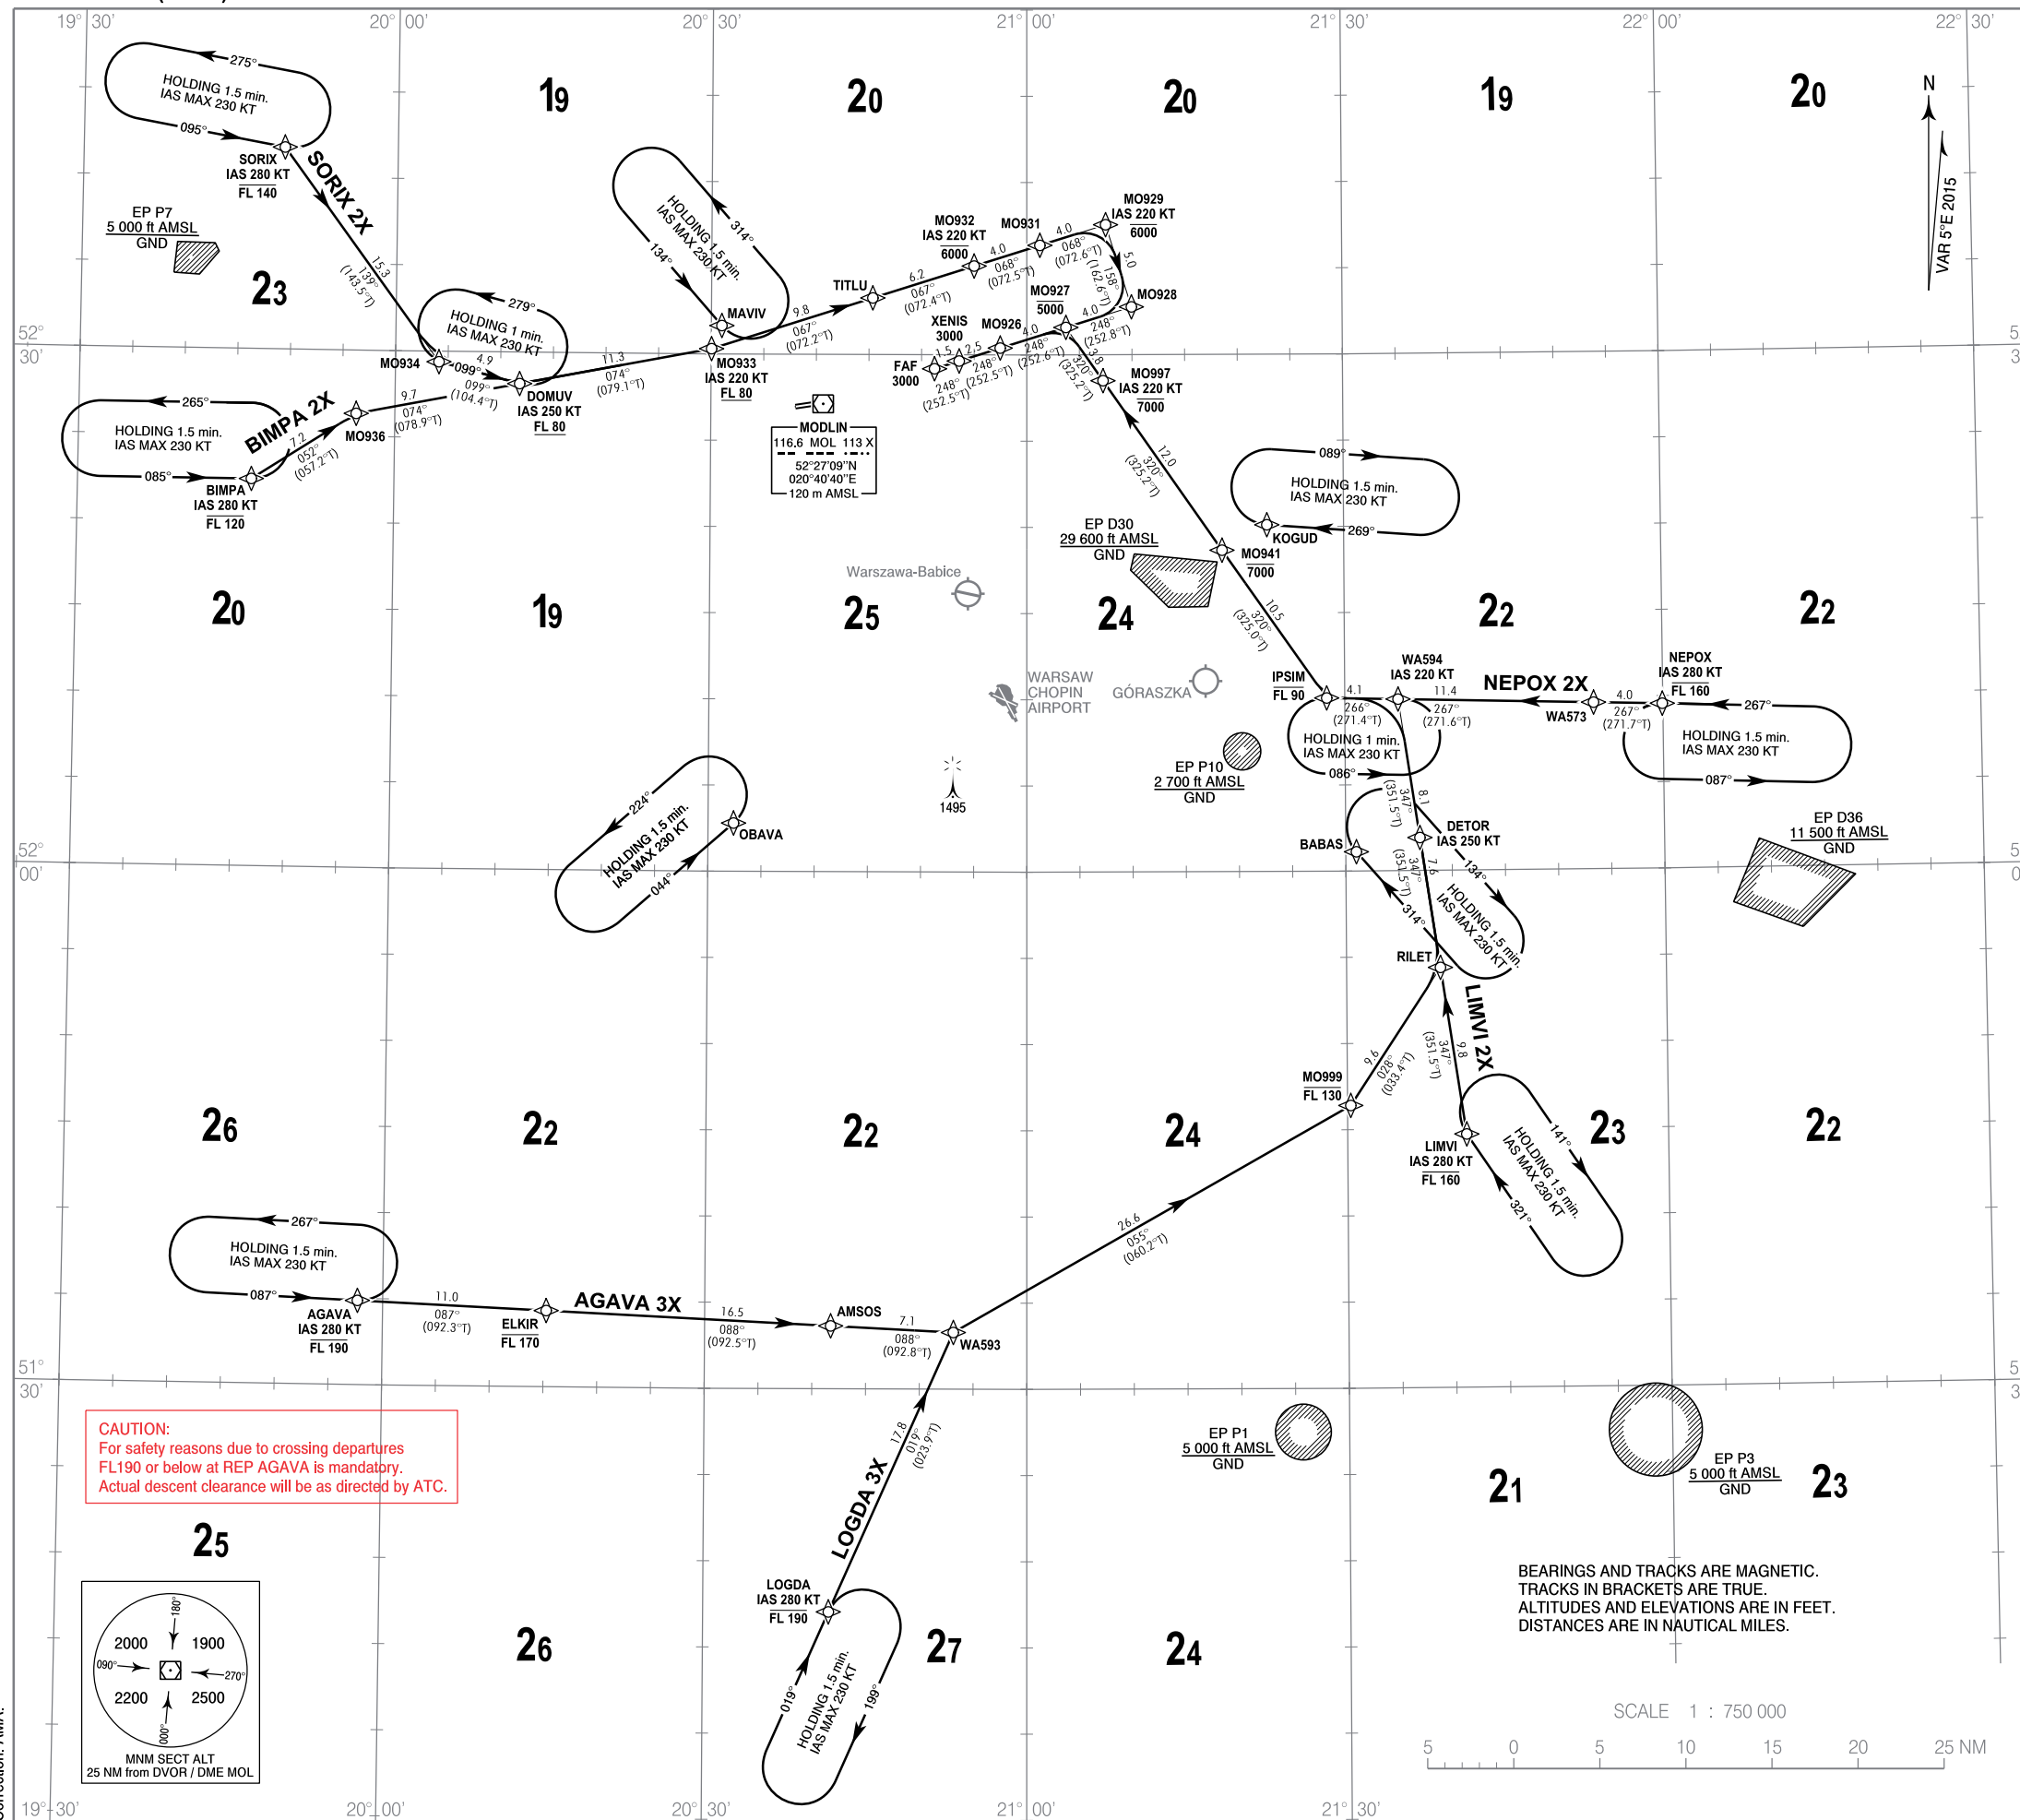 19° 30'
20° 00'
20° 30'
21° 00'
21° 30'
22° 00'
22° 30'
275°
HOLDING 1.5 min.
IAS MAX 230 KT
095°
SORIX
IAS 280 KT
FL 140
SORIX 2X
15.3
139°
(143.5°T)
EP P7
5 000 ft AMSL
GND
19
20
20
19
20
N
VAR 5°E 2015
23
314°
HOLDING 1.5 min.
IAS MAX 230 KT
134°
MAVIV
279°
HOLDING 1 min.
IAS MAX 230 KT
099°
MO934
4.9
099°
(104.4°T)
DOMUV
IAS 250 KT
FL 80
11.3
074°
(079.1°T)
MO933
IAS 220 KT
FL 80
9.8
067°
(072.2°T)
TITLU
6.2
067°
(072.4°T)
MO932
IAS 220 KT
6000
4.0
068°
(072.5°T)
MO931
4.0
068°
(072.6°T)
MO929
IAS 220 KT
6000
5.0
158°
(162.6°T)
MO928
4.0
248°
(252.8°T)
MO927
5000
4.0
248°
(252.6°T)
MO926
2.5
248°
(252.5°T)
XENIS
3000
1.5
248°
(252.5°T)
FAF
3000
3.8
320°
(325.2°T)
MO997
IAS 220 KT
7000
12.0
320°
(325.2°T)
52°
30'
5
3
265°
HOLDING 1.5 min.
IAS MAX 230 KT
085°
BIMPA 2X
7.2
052°
(057.2°T)
BIMPA
IAS 280 KT
FL 120
MO936
9.7
074°
(078.9°T)
MODLIN
116.6 MOL 113 X
52°27'09"N
020°40'40"E
120 m AMSL
089°
HOLDING 1.5 min.
IAS MAX 230 KT
269°
KOGUD
EP D30
29 600 ft AMSL
GND
MO941
7000
10.5
320°
(325.0°T)
Warszawa-Babice
20
19
25
24
22
22
WARSAW
CHOPIN
AIRPORT
GÓRASZKA
IPSIM
FL 90
4.1
266°
(271.4°T)
WA594
IAS 220 KT
11.4
267°
(271.6°T)
NEPOX 2X
WA573
4.0
267°
(271.7°T)
NEPOX
IAS 280 KT
FL 160
267°
HOLDING 1.5 min.
IAS MAX 230 KT
087°
HOLDING 1 min.
IAS MAX 230 KT
086°
EP P10
2 700 ft AMSL
GND
1495
224°
HOLDING 1.5 min.
IAS MAX 230 KT
044°
OBAVA
8.1
347°
(351.5°T)
DETOR
IAS 250 KT
BABAS
7.6
347°
(351.5°T)
134°
HOLDING 1.5 min.
IAS MAX 230 KT
314°
EP D36
11 500 ft AMSL
GND
52°
00'
5
0
RILET
LIMVI 2X
9.8
347°
(351.5°T)
9.6
028°
(033.4°T)
MO999
FL 130
LIMVI
IAS 280 KT
FL 160
141°
HOLDING 1.5 min.
IAS MAX 230 KT
321°
26
22
22
24
23
22
267°
HOLDING 1.5 min.
IAS MAX 230 KT
087°
AGAVA
IAS 280 KT
FL 190
11.0
087°
(092.3°T)
ELKIR
FL 170
AGAVA 3X
16.5
088°
(092.5°T)
AMSOS
7.1
088°
(092.8°T)
WA593
26.6
055°
(060.2°T)
51°
30'
5
3
CAUTION:
For safety reasons due to crossing departures
FL190 or below at REP AGAVA is mandatory.
Actual descent clearance will be as directed by ATC.
17.8
019°
(023.9°T)
LOGDA 3X
LOGDA
IAS 280 KT
FL 190
019°
HOLDING 1.5 min.
IAS MAX 230 KT
199°
EP P1
5 000 ft AMSL
GND
EP P3
5 000 ft AMSL
GND
21
23
25
26
27
24
180°
2000
1900
090°
270°
2200
2500
000°
MNM SECT ALT
25 NM from DVOR / DME MOL
BEARINGS AND TRACKS ARE MAGNETIC.
TRACKS IN BRACKETS ARE TRUE.
ALTITUDES AND ELEVATIONS ARE IN FEET.
DISTANCES ARE IN NAUTICAL MILES.
SCALE 1 : 750 000
5 0 5 10 15 20 25 NM
19° 30'
20° 00'
20° 30'
21° 00'
21° 30'